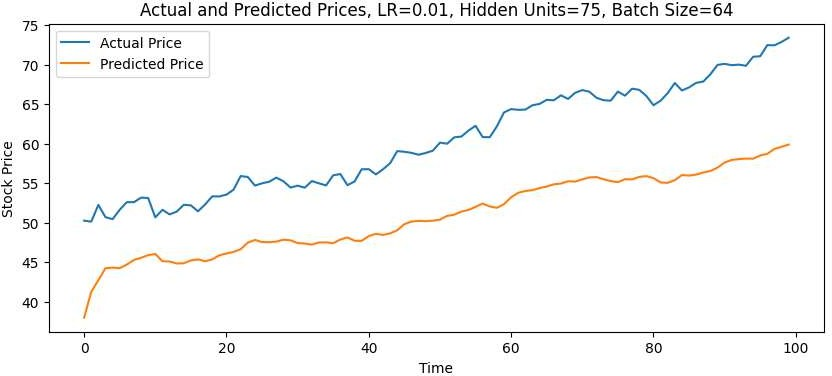 Actual and Predicted Prices, LR=0.01, Hidden Units=75, Batch Size=64
Actual Price
Predicted Price
Stock Price
75
70
65
60
55
50
45
40
0 20 40 60 80 100
Time